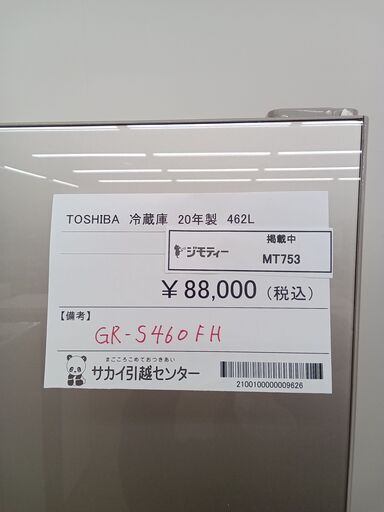 TOSHIBA 冷蔵庫 20年製 462L
ジモティー
掲載中
MT753
¥88,000（税込）
【備考】
GR-S460FH
まごころこめておつきあい
サカイ引越センター
2100100000009626